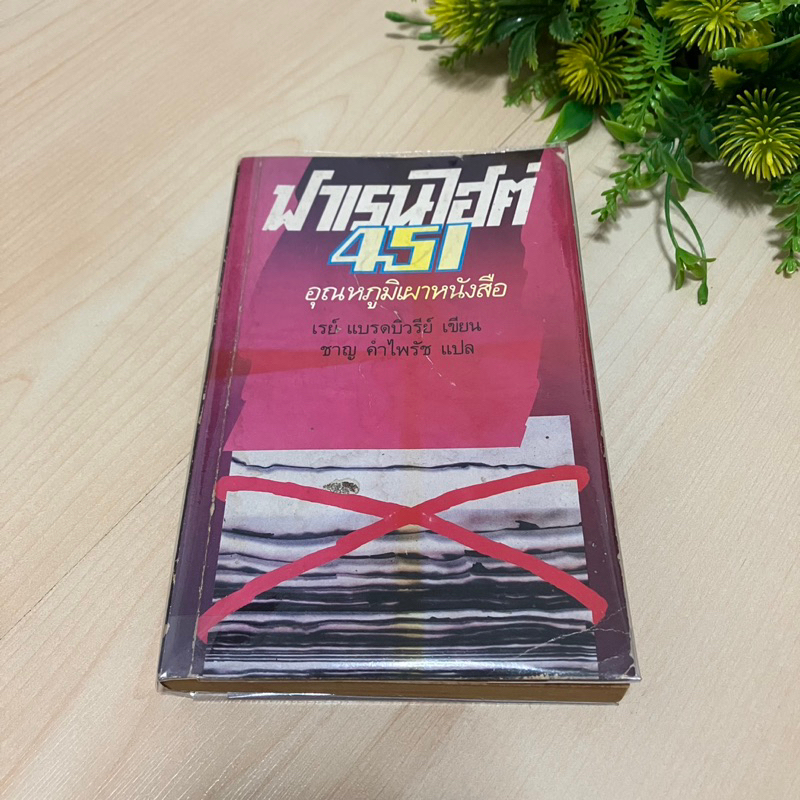 ฟาเรนไฮต์
451
อุณหภูมิเผาหนังสือ
เรย์ แบรดบิวรีย์ เขียน
ชาญ คำไพรัช แปล